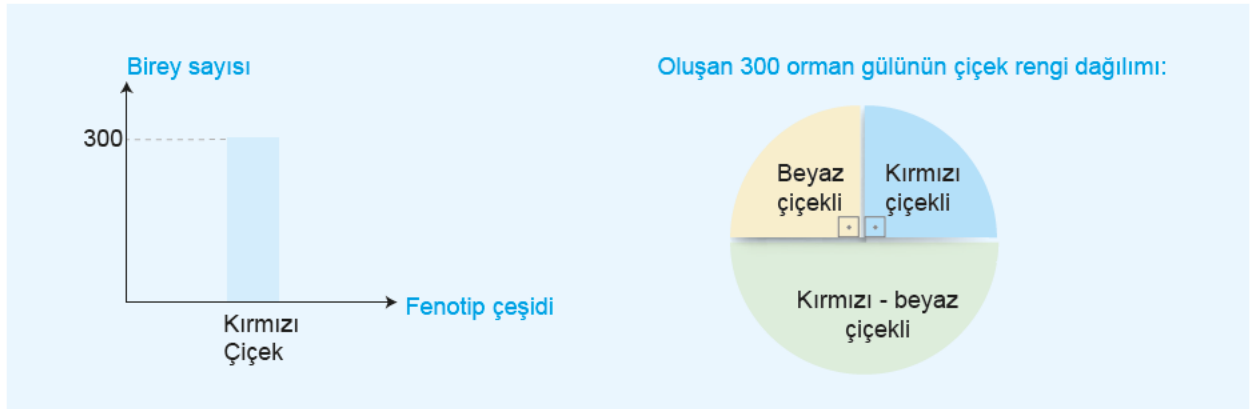 Birey sayısı
300
Kırmızı
Çiçek
Fenotip çeşidi
Oluşan 300 orman gülünün çiçek rengi dağılımı:
Beyaz
çiçekli
Kırmızı
çiçekli
Kırmızı - beyaz
çiçekli